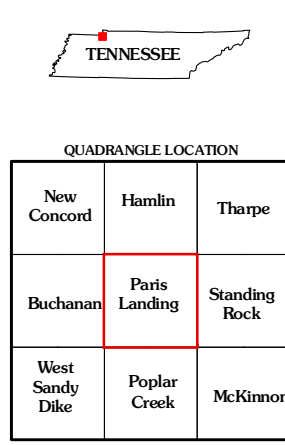 TENNESSEE
QUADRANGLE LOCATION
New
Concord
Hamlin
Tharpe
Buchanan
Paris
Landing
Standing
Rock
West
Sandy
Dike
Poplar
Creek
McKinnon